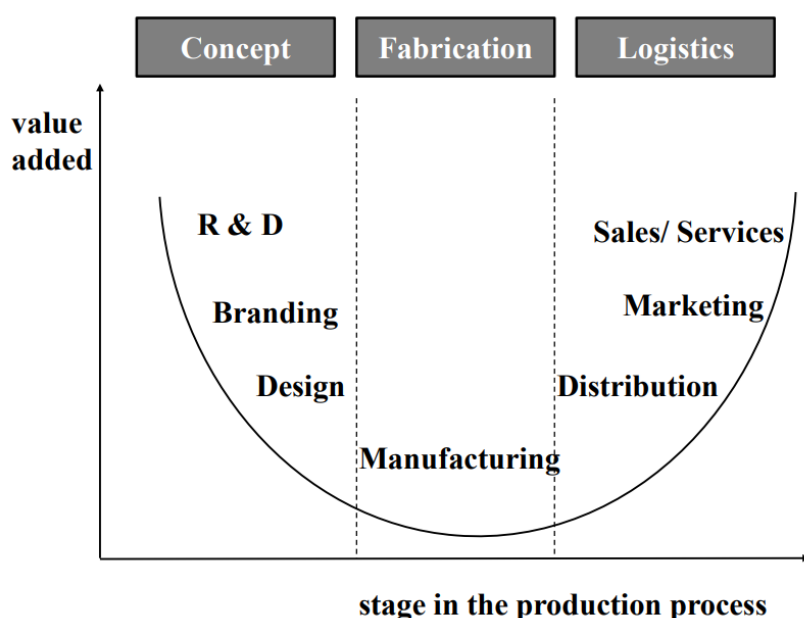 Concept
Fabrication
Logistics
value
added
R & D
Sales/ Services
Branding
Marketing
Design
Distribution
Manufacturing
stage in the production process